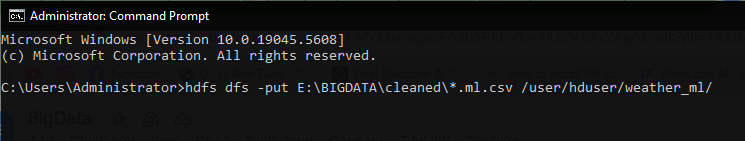 Administrator: Command Prompt
Microsoft Windows [Version 10.0.19045.5608]
(c) Microsoft Corporation. All rights reserved.
C:\Users\Administrator>hdfs dfs -put E:\BIGDATA\cleaned\*.ml.csv /user/hduser/weather_ml/
BigData